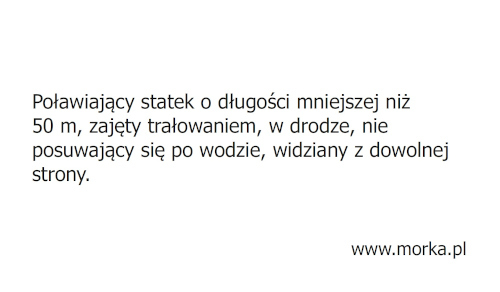 Poławiający statek o długości mniejszej niż
50 m, zajęty trałowaniem, w drodze, nie
posuwający się po wodzie, widziany z dowolnej
strony.
www.morka.pl